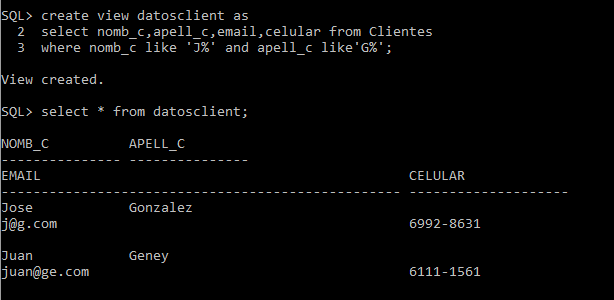 SQL> create view datosclient as
  2  select nomb_c,apell_c,email,celular from Clientes
  3  where nomb_c like 'J%' and apell_c like'G%';
View created.
SQL> select * from datosclient;
NOMB_C          APELL_C
--------------- ---------------
EMAIL                                              CELULAR
-------------------------------------------------- --------------------
Jose            Gonzalez
j@g.com                                            6992-8631
Juan            Geney
juan@ge.com                                        6111-1561